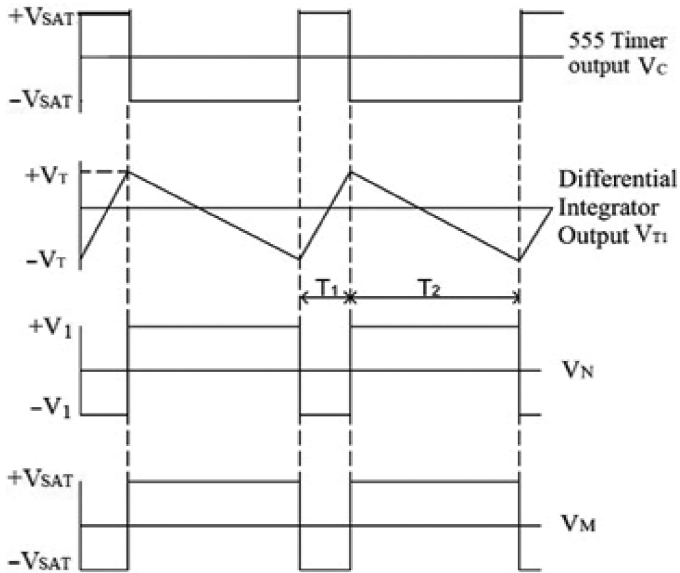 +VSAT
555 Timer
output VC
−VSAT
+VT
Differential
Integrator
Output VT1
−VT
T1
T2
+V1
VN
−V1
+VSAT
VM
−VSAT